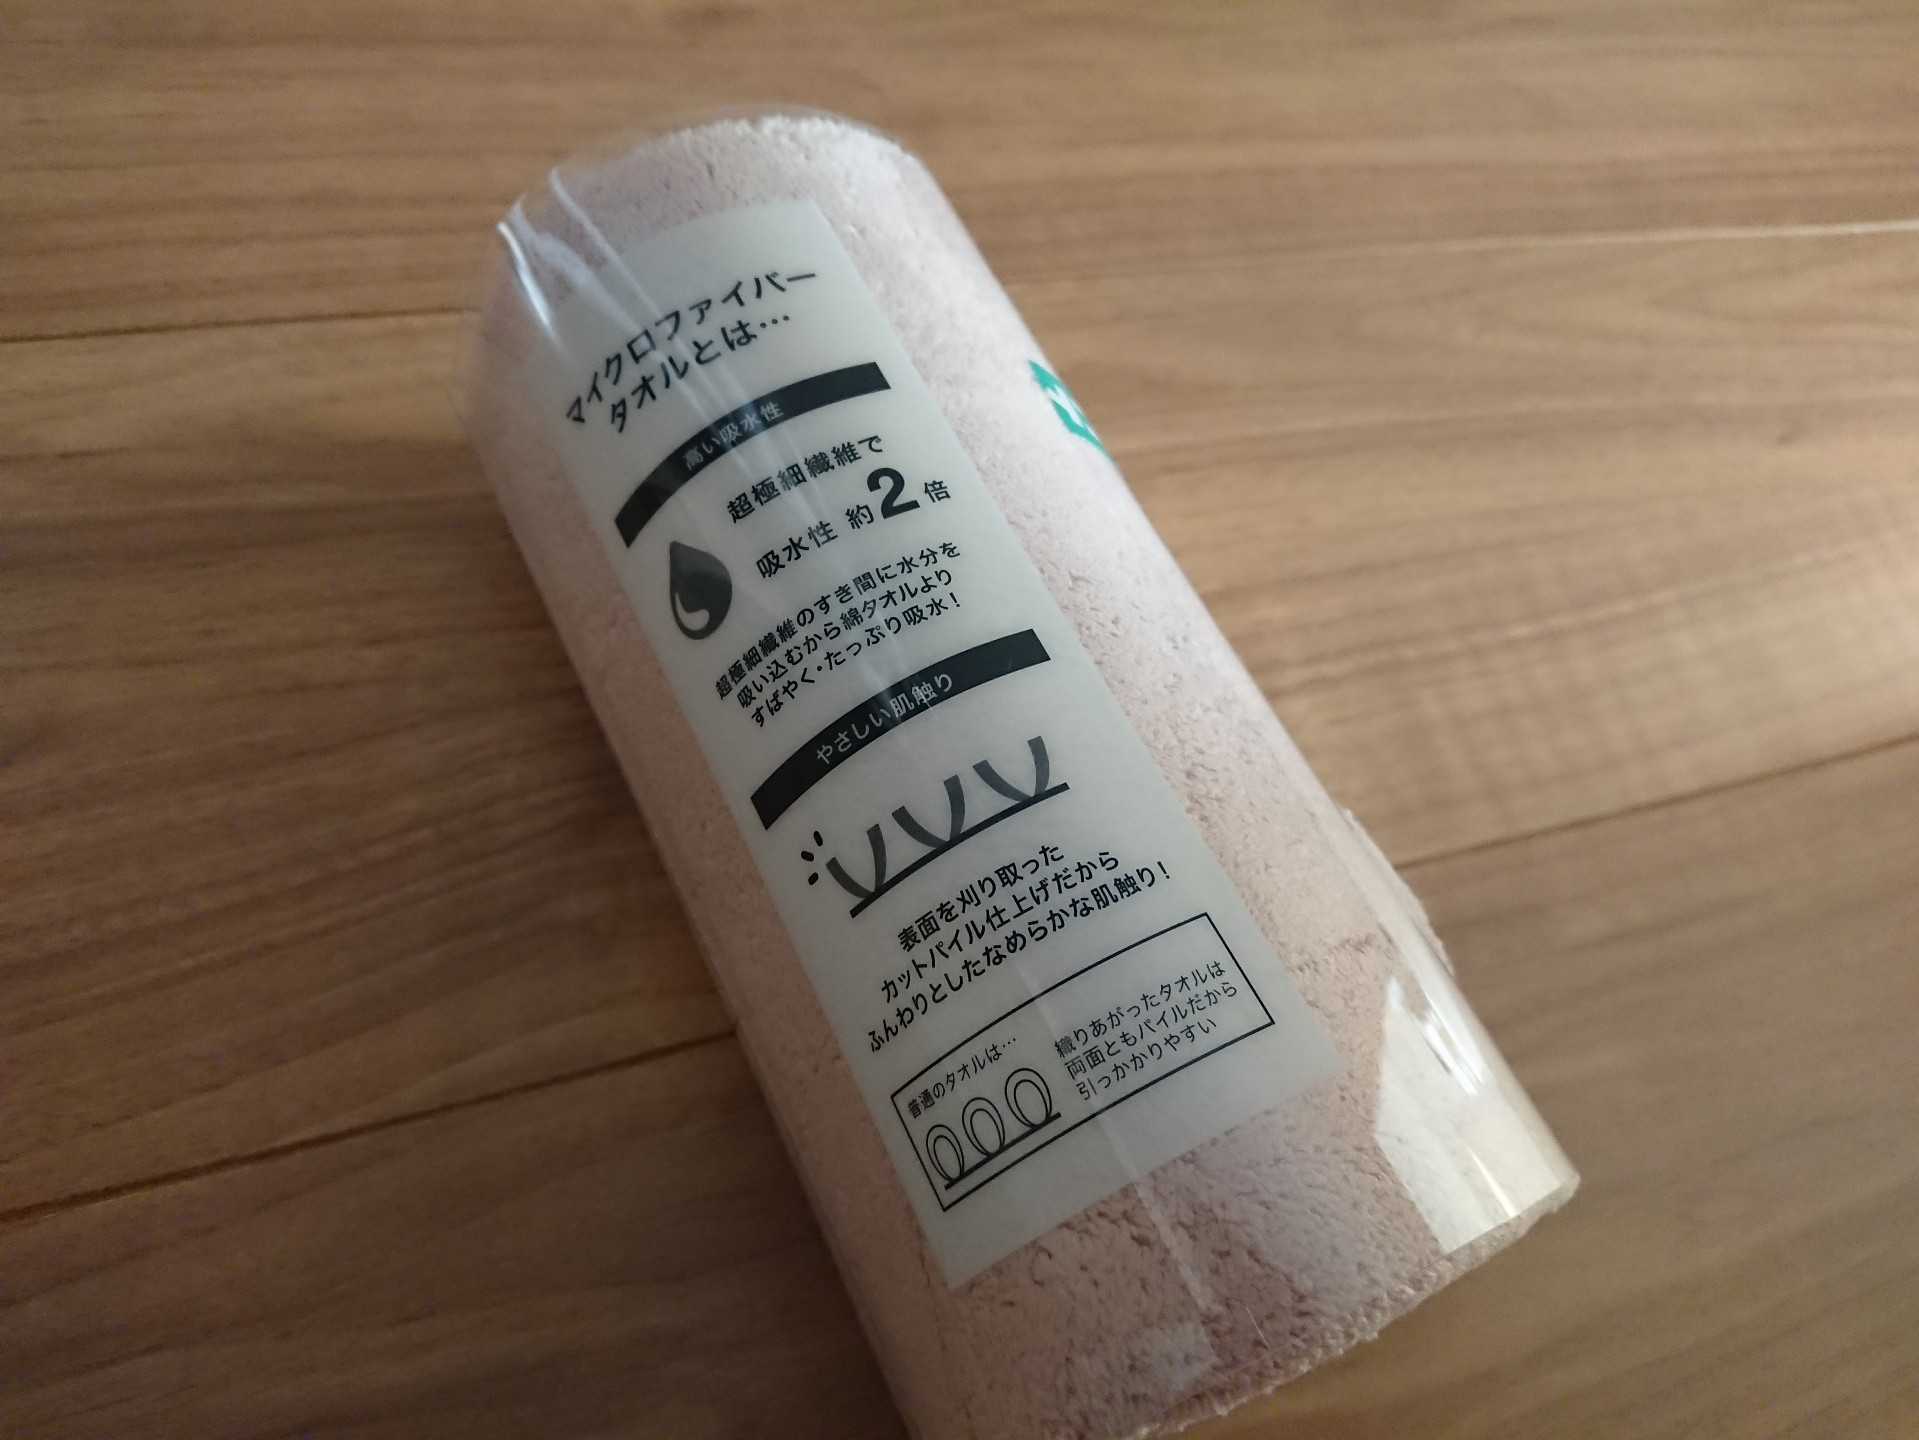 マイクロファイバー
タオルとは…
高い吸水性
超極細繊維で
吸水性 約2倍
超極細繊維のすき間に水分を
吸い込むから綿タオルより
すばやく・たっぷり吸水!
やさしい肌触り
表面を刈り取った
カットパイル仕上げだから
ふんわりとしたなめらかな肌触り!
普通のタオルは…
織りあがったタオルは
両面ともパイルだから
引っかかりやすい